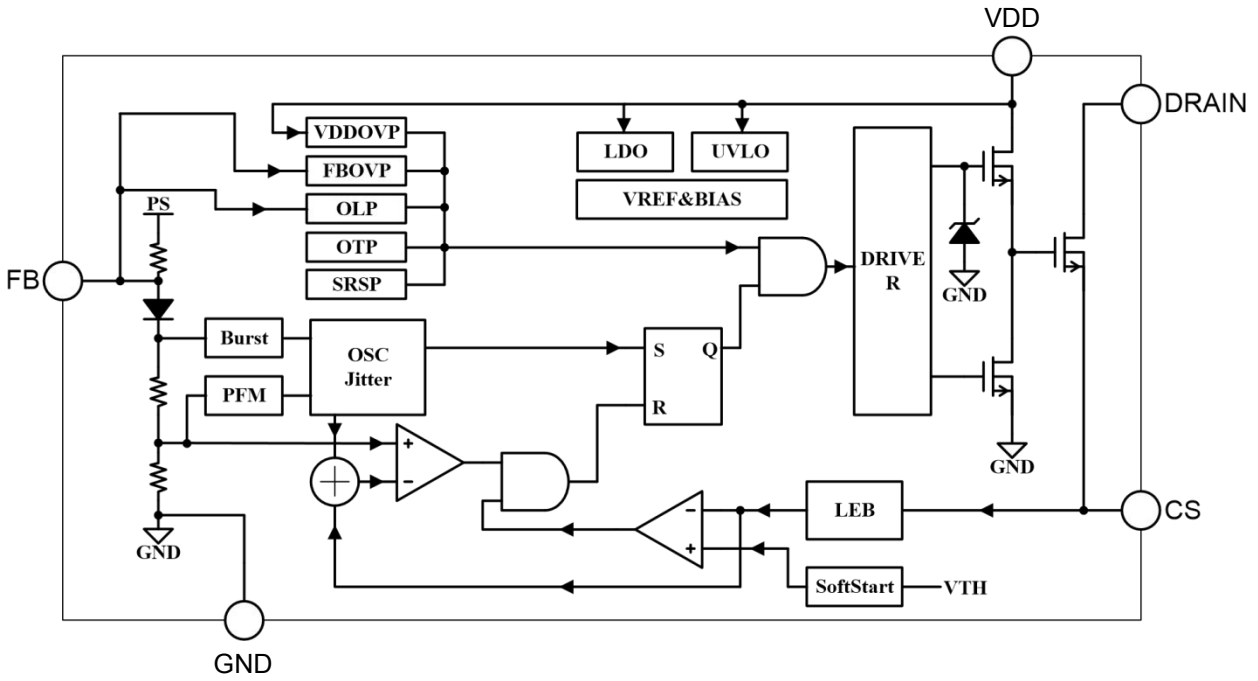 VDD
DRAIN
VDDOVP
LDO
UVLO
FBOVP
VREF&BIAS
OLP
PS
OTP
SRSP
FB
DRIVE
R
GND
Burst
OSC
Jitter
S
Q
PFM
R
+
−
GND
LEB
CS
−
+
GND
SoftStart
VTH
GND